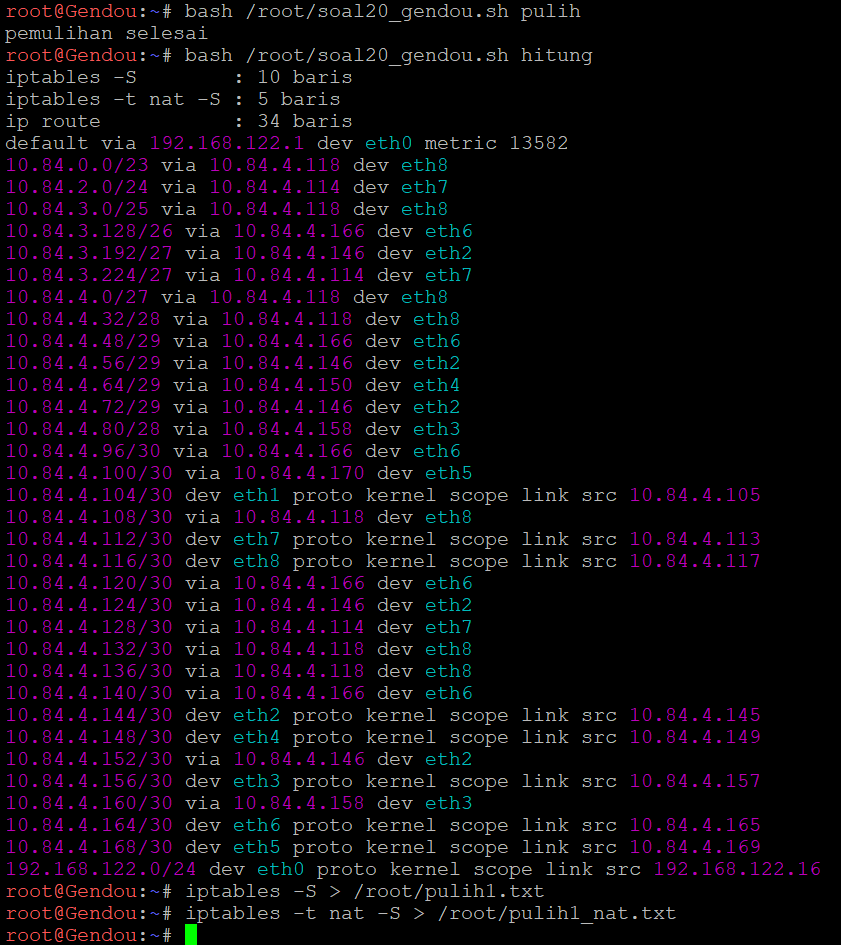 root@Gendou:~# bash /root/soal20_gendou.sh pulih
pemulihan selesai
root@Gendou:~# bash /root/soal20_gendou.sh hitung
iptables -S        : 10 baris
iptables -t nat -S : 5 baris
ip route           : 34 baris
default via 192.168.122.1 dev eth0 metric 13582
10.84.0.0/23 via 10.84.4.118 dev eth8
10.84.2.0/24 via 10.84.4.114 dev eth7
10.84.3.0/25 via 10.84.4.118 dev eth8
10.84.3.128/26 via 10.84.4.166 dev eth6
10.84.3.192/27 via 10.84.4.146 dev eth2
10.84.3.224/27 via 10.84.4.114 dev eth7
10.84.4.0/27 via 10.84.4.118 dev eth8
10.84.4.32/28 via 10.84.4.118 dev eth8
10.84.4.48/29 via 10.84.4.166 dev eth6
10.84.4.56/29 via 10.84.4.146 dev eth2
10.84.4.64/29 via 10.84.4.150 dev eth4
10.84.4.72/29 via 10.84.4.146 dev eth2
10.84.4.80/28 via 10.84.4.158 dev eth3
10.84.4.96/30 via 10.84.4.166 dev eth6
10.84.4.100/30 via 10.84.4.170 dev eth5
10.84.4.104/30 dev eth1 proto kernel scope link src 10.84.4.105
10.84.4.108/30 via 10.84.4.118 dev eth8
10.84.4.112/30 dev eth7 proto kernel scope link src 10.84.4.113
10.84.4.116/30 dev eth8 proto kernel scope link src 10.84.4.117
10.84.4.120/30 via 10.84.4.166 dev eth6
10.84.4.124/30 via 10.84.4.146 dev eth2
10.84.4.128/30 via 10.84.4.114 dev eth7
10.84.4.132/30 via 10.84.4.118 dev eth8
10.84.4.136/30 via 10.84.4.118 dev eth8
10.84.4.140/30 via 10.84.4.166 dev eth6
10.84.4.144/30 dev eth2 proto kernel scope link src 10.84.4.145
10.84.4.148/30 dev eth4 proto kernel scope link src 10.84.4.149
10.84.4.152/30 via 10.84.4.146 dev eth2
10.84.4.156/30 dev eth3 proto kernel scope link src 10.84.4.157
10.84.4.160/30 via 10.84.4.158 dev eth3
10.84.4.164/30 dev eth6 proto kernel scope link src 10.84.4.165
10.84.4.168/30 dev eth5 proto kernel scope link src 10.84.4.169
192.168.122.0/24 dev eth0 proto kernel scope link src 192.168.122.16
root@Gendou:~# iptables -S > /root/pulih1.txt
root@Gendou:~# iptables -t nat -S > /root/pulih1_nat.txt
root@Gendou:~#